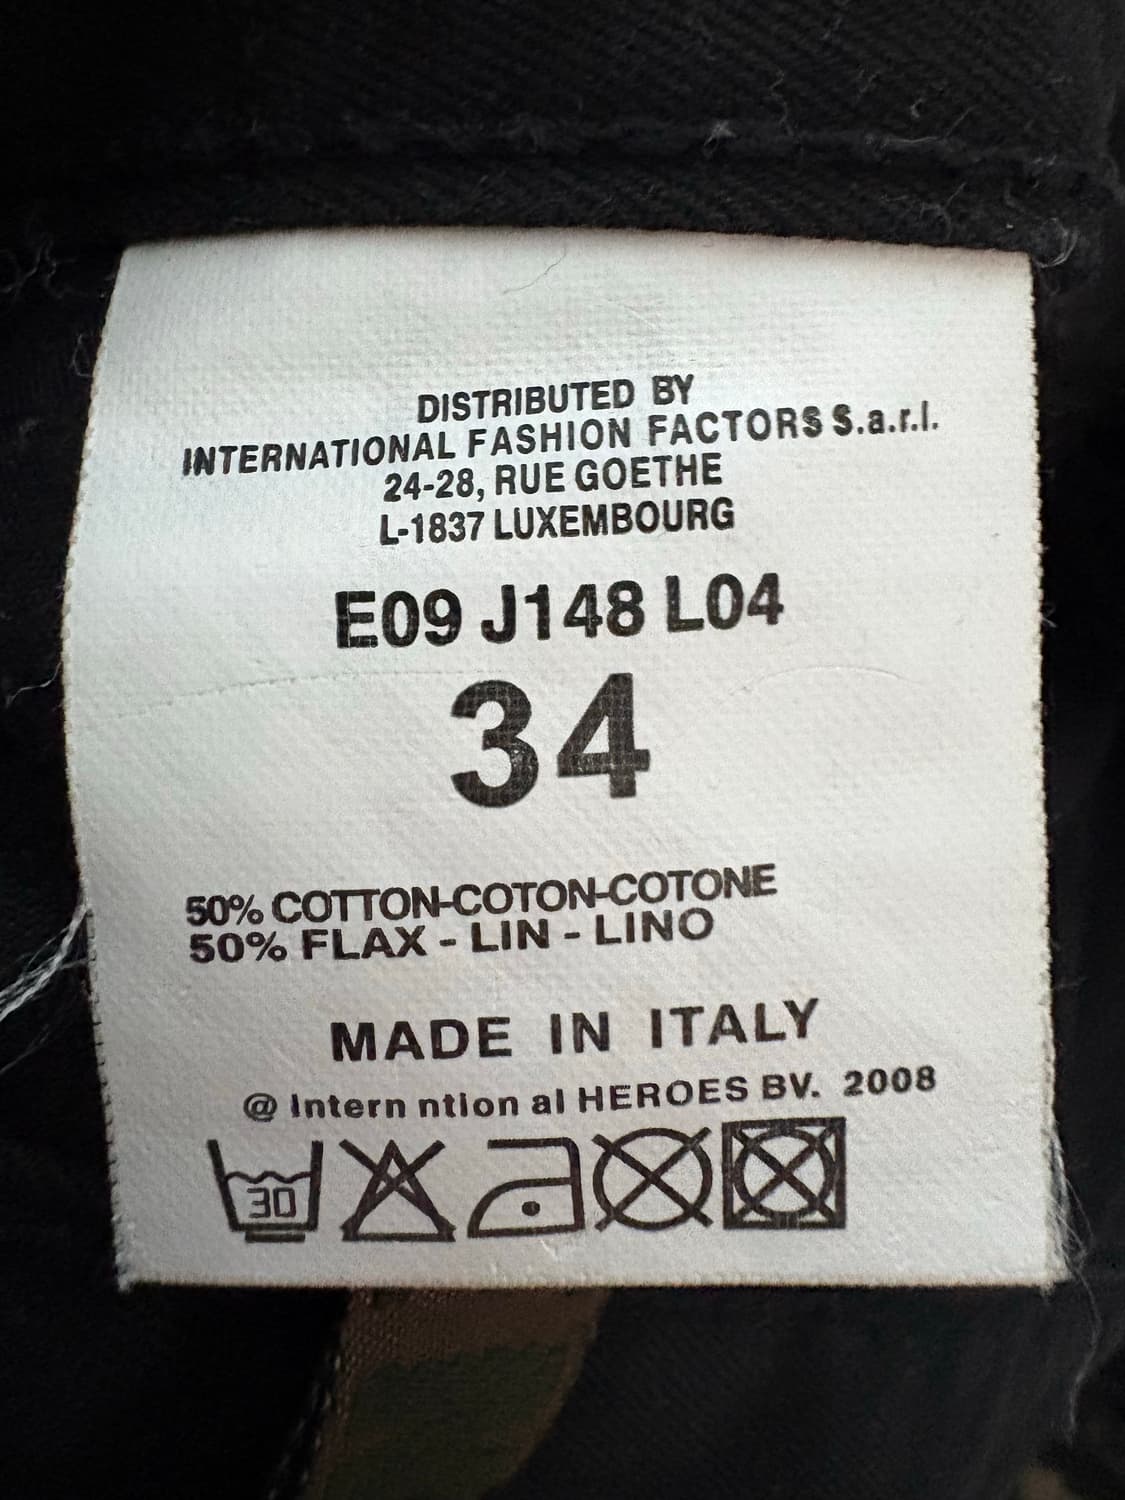 DISTRIBUTED BY
INTERNATIONAL FASHION FACTORS S.a.r.l.
24-28, RUE GOETHE
L-1837 LUXEMBOURG
E09 J148 L04
34
50% COTTON-COTON-COTONE
50% FLAX - LIN - LINO
MADE IN ITALY
@ Intern ntion al HEROES BV. 2008
30